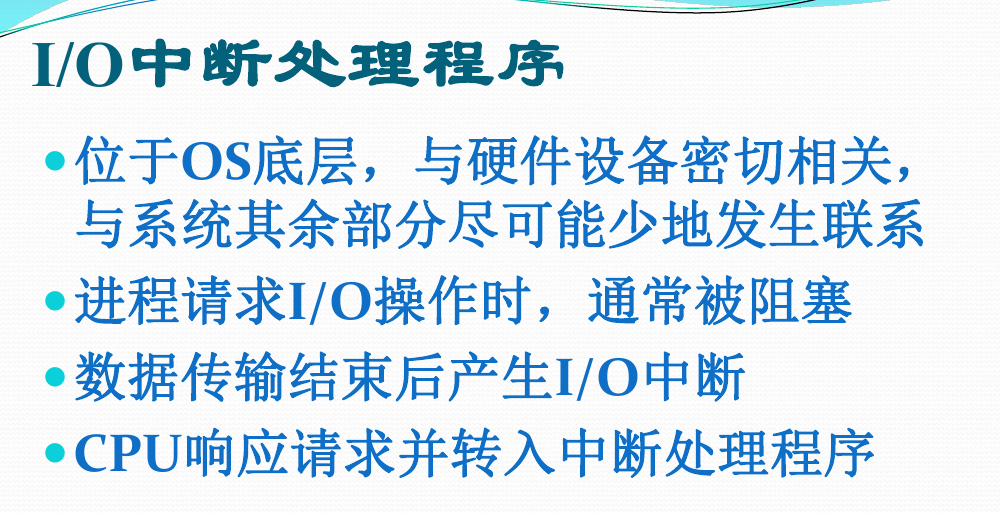 I/O中断处理程序
•位于OS底层，与硬件设备密切相关，
与系统其余部分尽可能少地发生联系
•进程请求I/O操作时，通常被阻塞
•数据传输结束后产生I/O中断
•CPU响应请求并转入中断处理程序